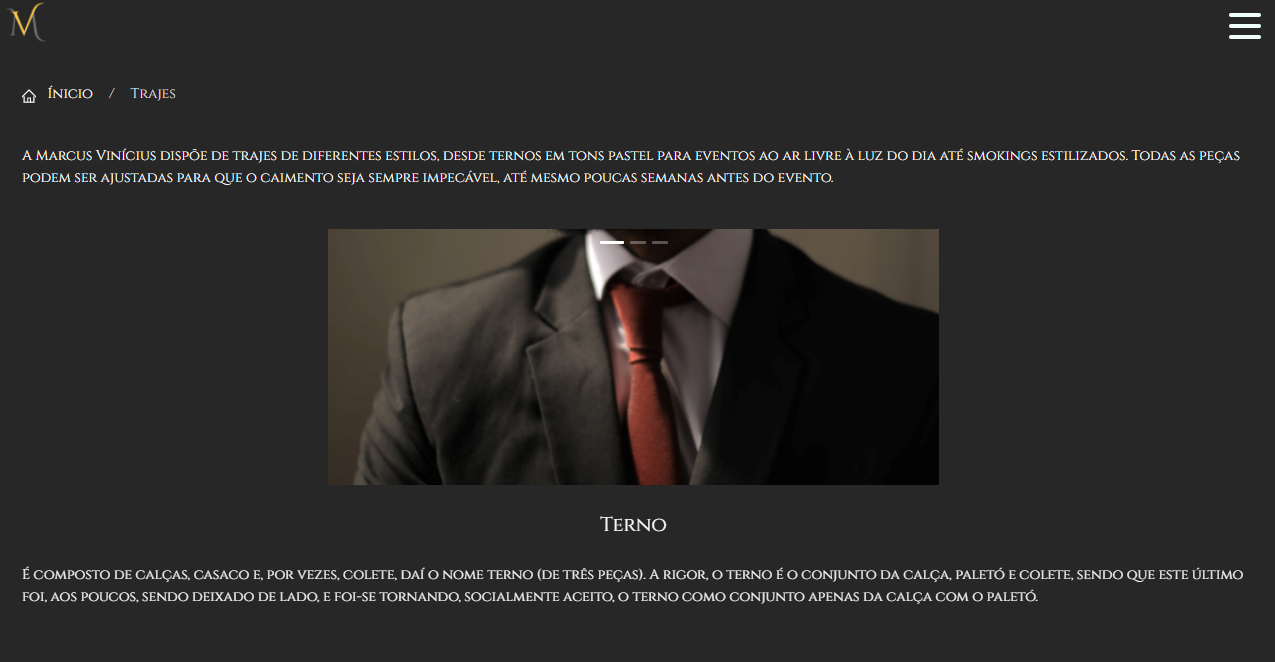 M
Ínicio / Trajes
A Marcus Vinícius dispõe de trajes de diferentes estilos, desde ternos em tons pastel para eventos ao ar livre à luz do dia até smokings estilizados. Todas as peças
podem ser ajustadas para que o caimento seja sempre impecável, até mesmo poucas semanas antes do evento.
Terno
É composto de calças, casaco e, por vezes, colete, daí o nome terno (de três peças). A rigor, o terno é o conjunto da calça, paletó e colete, sendo que este último
foi, aos poucos, sendo deixado de lado, e foi-se tornando, socialmente aceito, o terno como conjunto apenas da calça com o paletó.